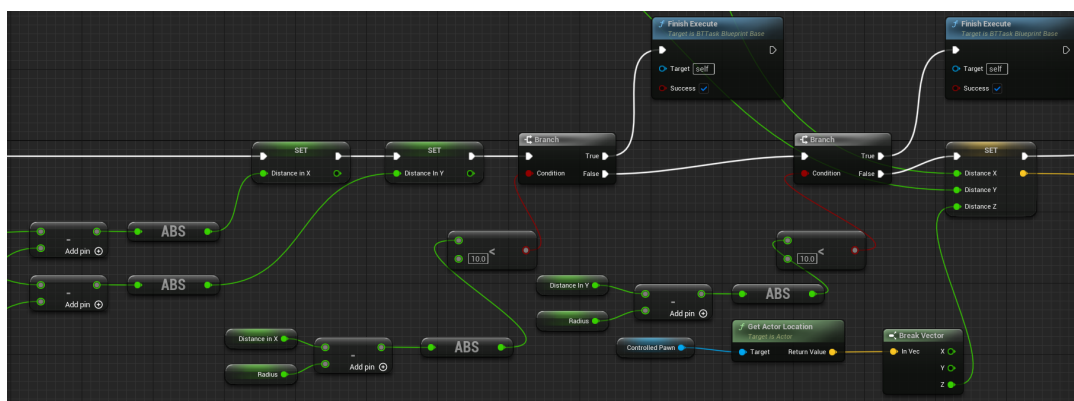 Finish Execute
Target is BTTask Blueprint Base
Target self
Success
Finish Execute
Target is BTTask Blueprint Base
Target self
Success
SET
Distance in X
SET
Distance In Y
Branch
True
Condition False
Branch
True
Condition False
SET
Distance X
Distance Y
Distance Z
-
Add pin
ABS
-
Add pin
ABS
<
10.0
<
10.0
Distance in X
Radius
-
Add pin
ABS
Distance In Y
Radius
-
Add pin
ABS
Controlled Pawn
Get Actor Location
Target is Actor
Target Return Value
Break Vector
In Vec X
Y
Z